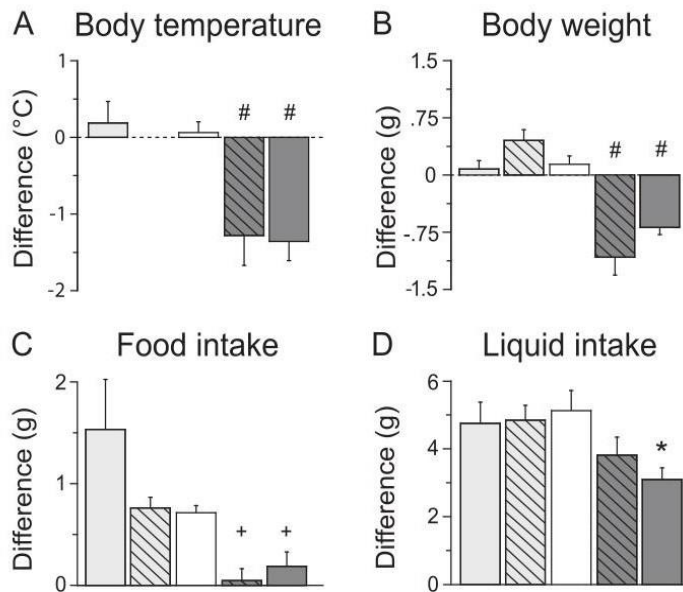 A Body temperature
Difference (°C)
1
0
-1
-2
# #
B Body weight
Difference (g)
1.5
.75
0
-.75
-1.5
# #
C Food intake
Difference (g)
2
1
0
+ +
D Liquid intake
Difference (g)
6
4
2
0
*